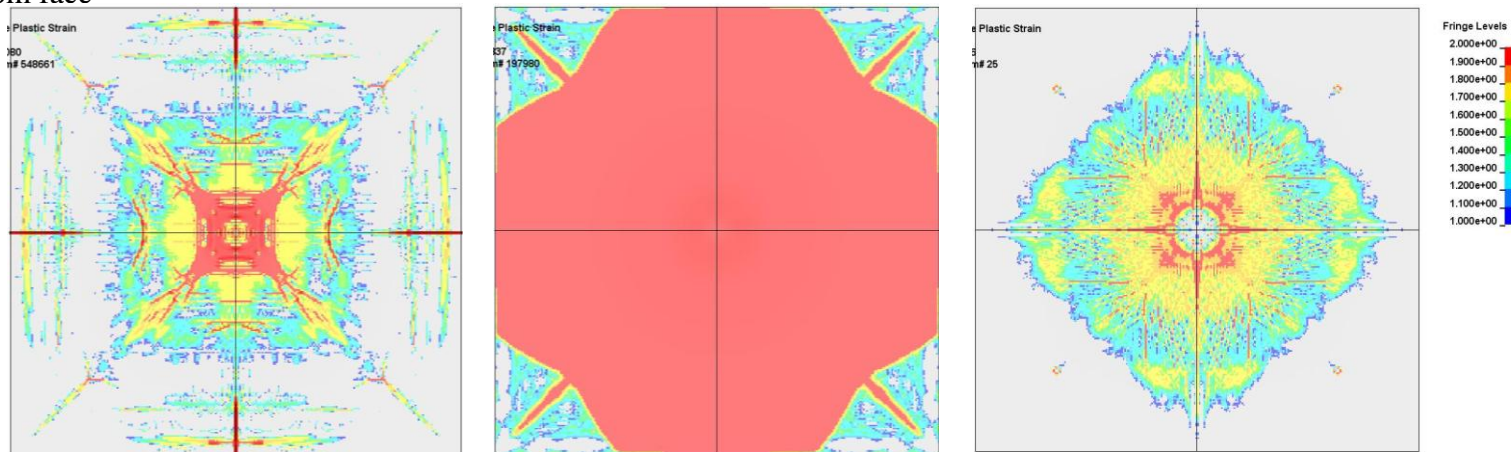 e Plastic Strain
080
m# 548661
e Plastic Strain
337
m# 197980
e Plastic Strain
m# 25
Fringe Levels
2.000e+00
1.900e+00
1.800e+00
1.700e+00
1.600e+00
1.500e+00
1.400e+00
1.300e+00
1.200e+00
1.100e+00
1.000e+00